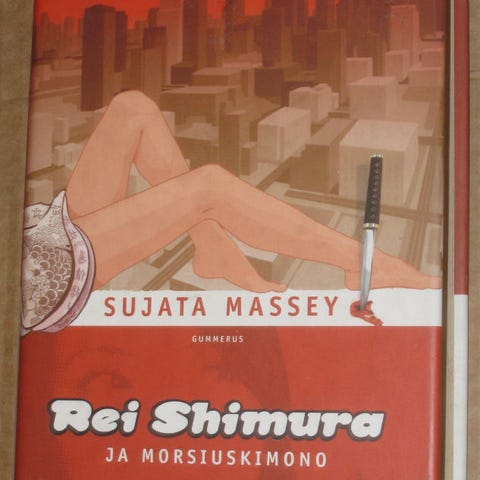 SUJATA MASSEY
GUMMERUS
Rei Shimura
JA MORSIUSKIMONO